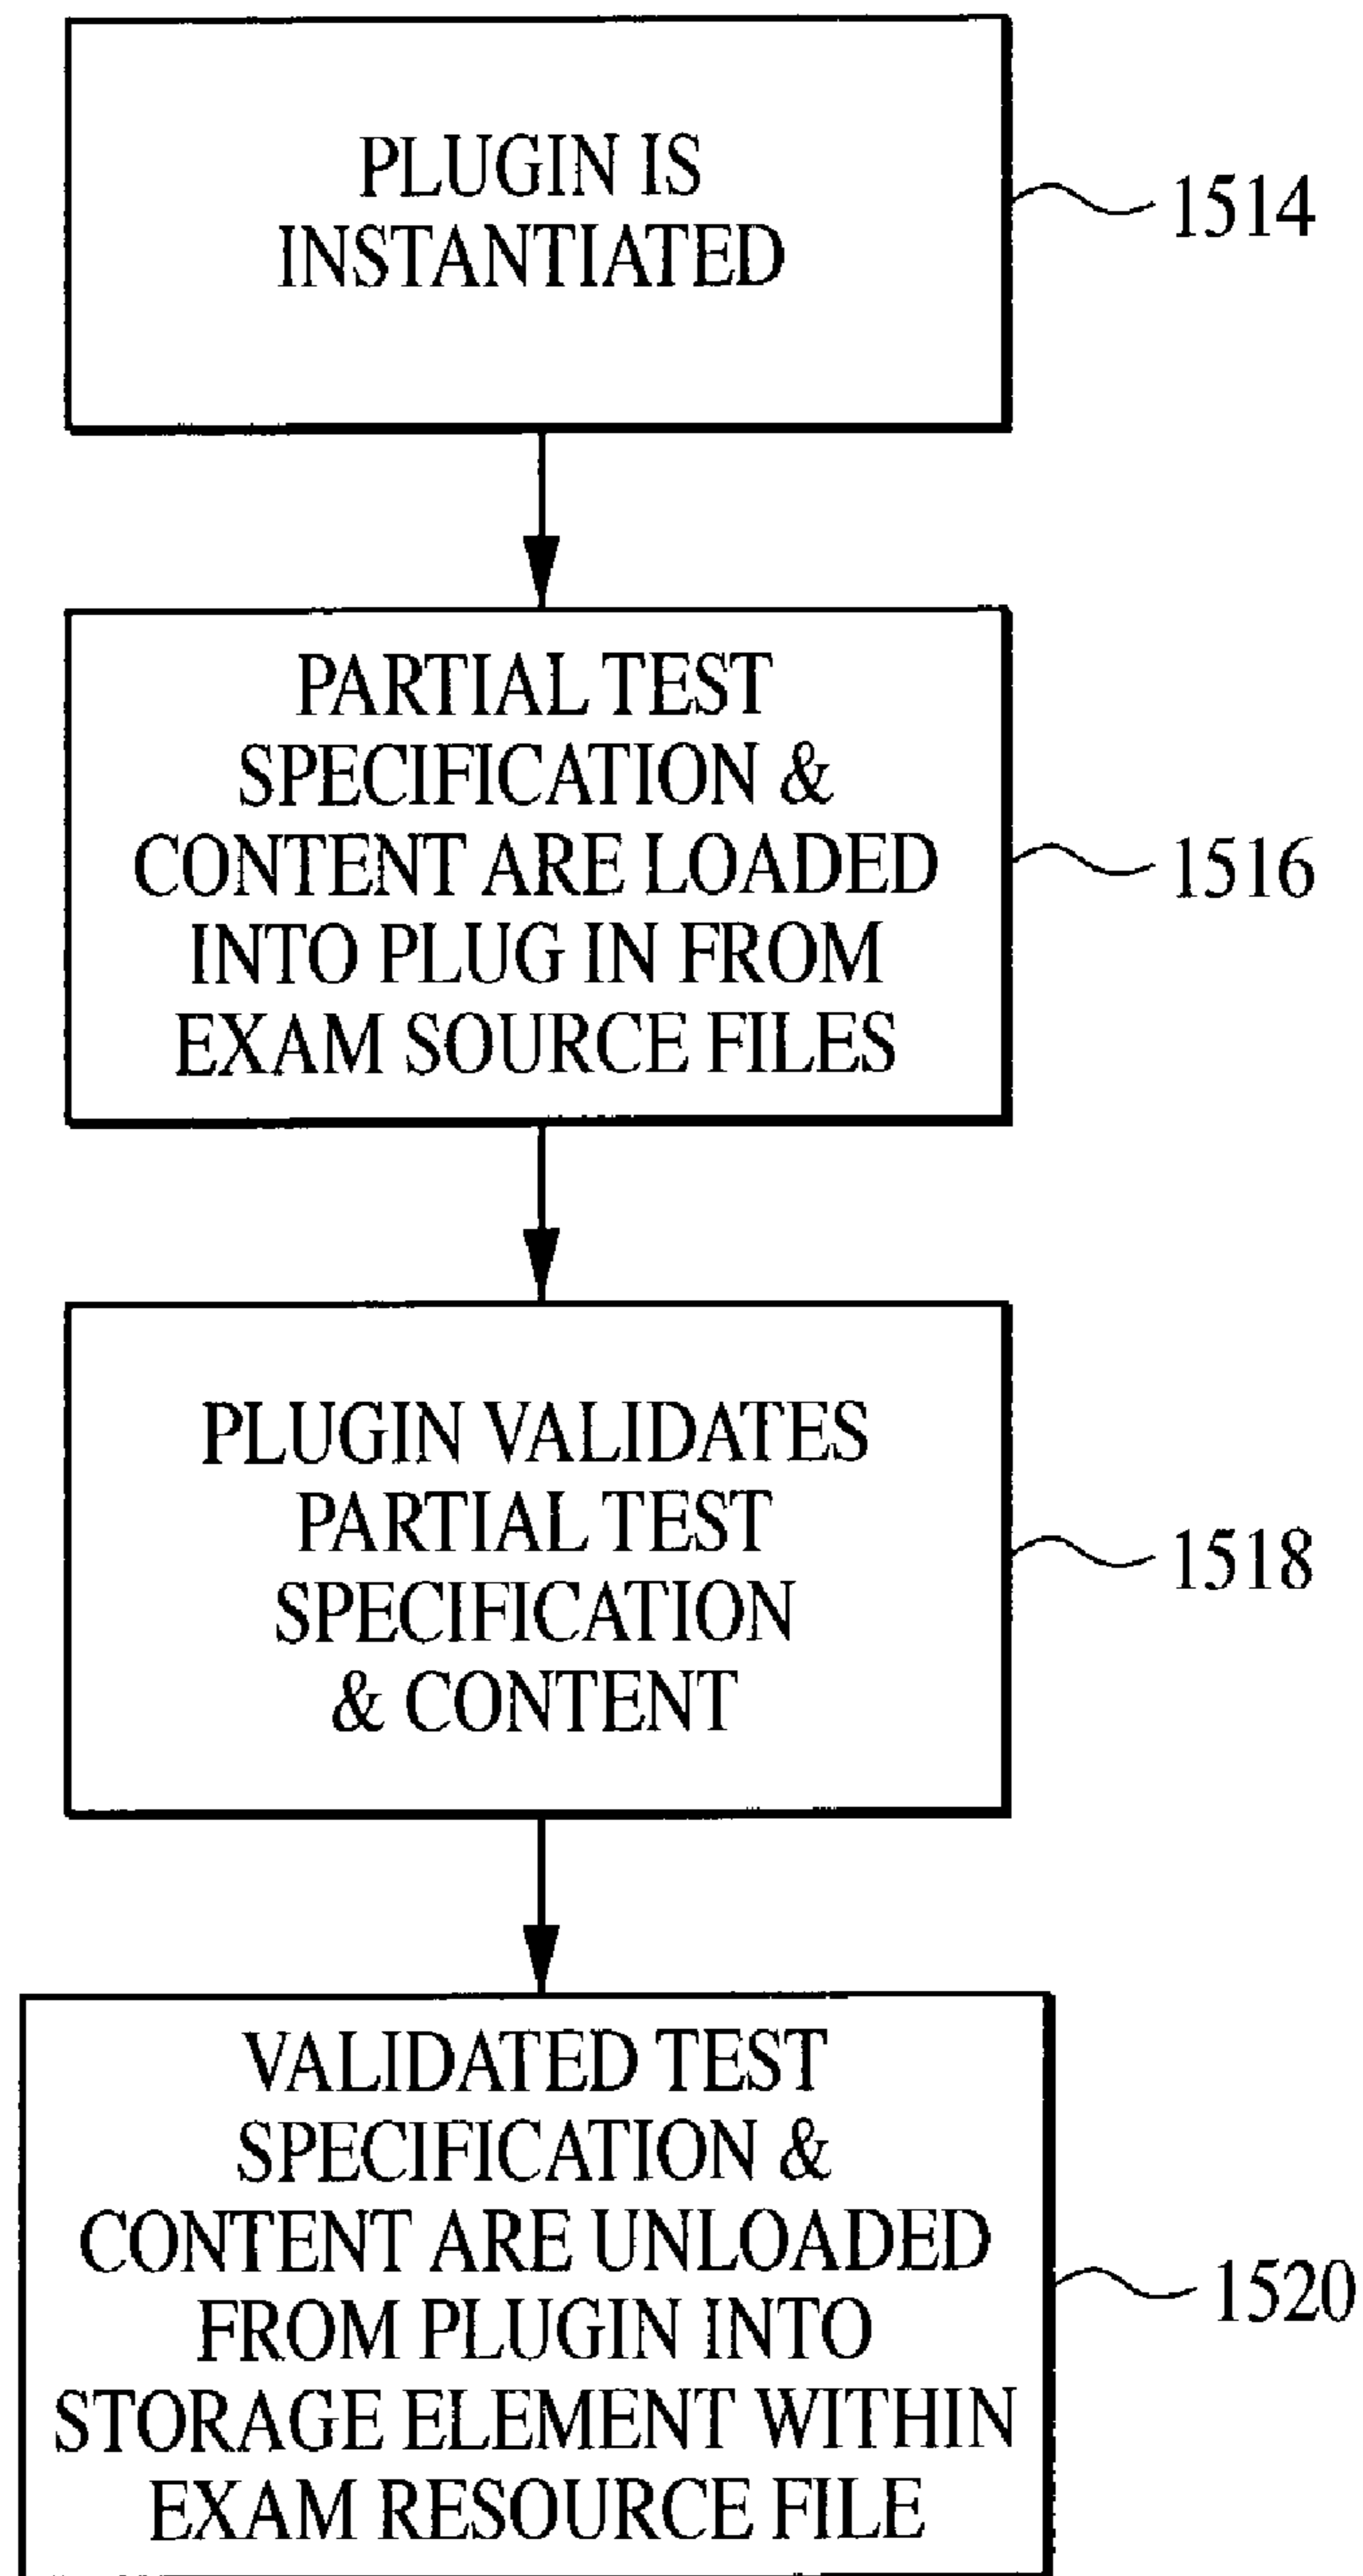 PLUGIN IS
INSTANTIATED
1514
PARTIAL TEST
SPECIFICATION &
CONTENT ARE LOADED
INTO PLUG IN FROM
EXAM SOURCE FILES
1516
PLUGIN VALIDATES
PARTIAL TEST
SPECIFICATION
& CONTENT
1518
VALIDATED TEST
SPECIFICATION &
CONTENT ARE UNLOADED
FROM PLUGIN INTO
STORAGE ELEMENT WITHIN
EXAM RESOURCE FILE
1520